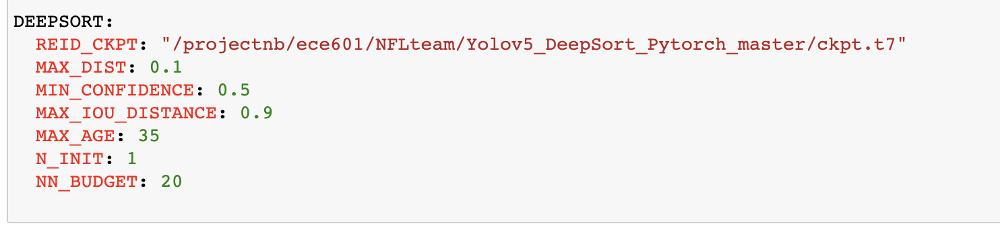 DEEPSORT:
  REID_CKPT: "/projectnb/ece601/NFLteam/Yolov5_DeepSort_Pytorch_master/ckpt.t7"
  MAX_DIST: 0.1
  MIN_CONFIDENCE: 0.5
  MAX_IOU_DISTANCE: 0.9
  MAX_AGE: 35
  N_INIT: 1
  NN_BUDGET: 20